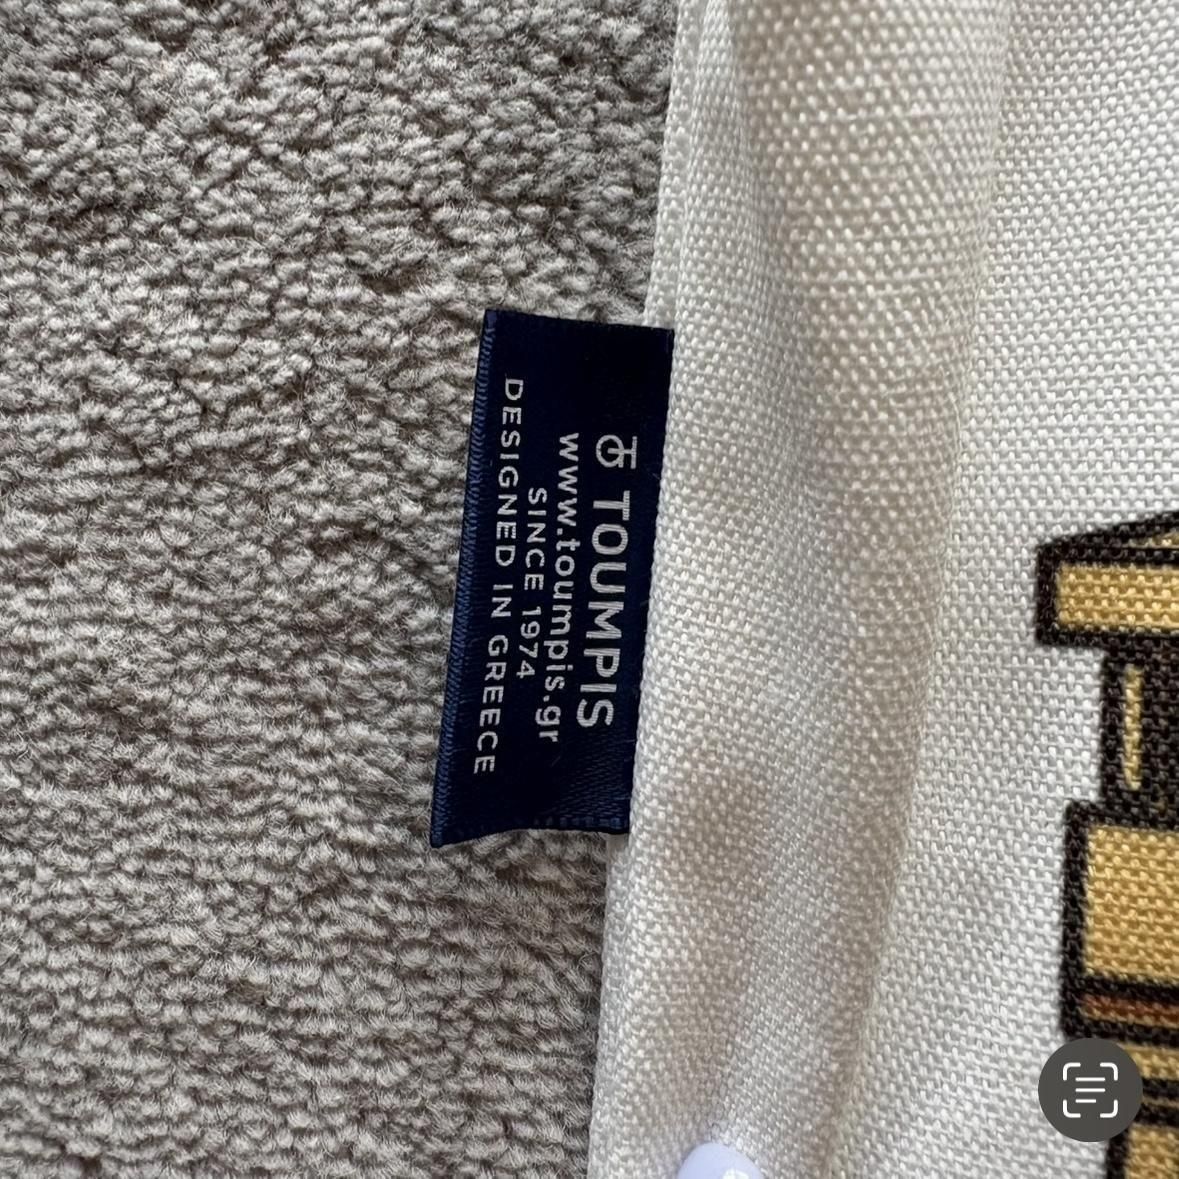 TOUMPIS
www.toumpis.gr
SINCE 1974
DESIGNED IN GREECE